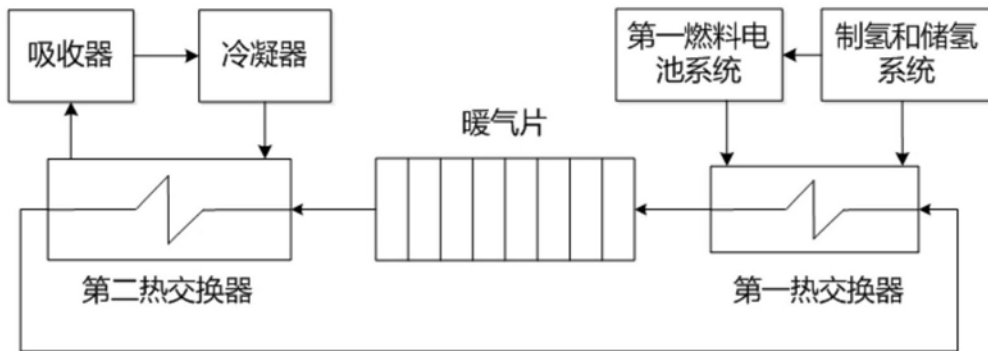 吸收器
冷凝器
第一燃料电
池系统
制氢和储氢
系统
暖气片
第二热交换器
第一热交换器